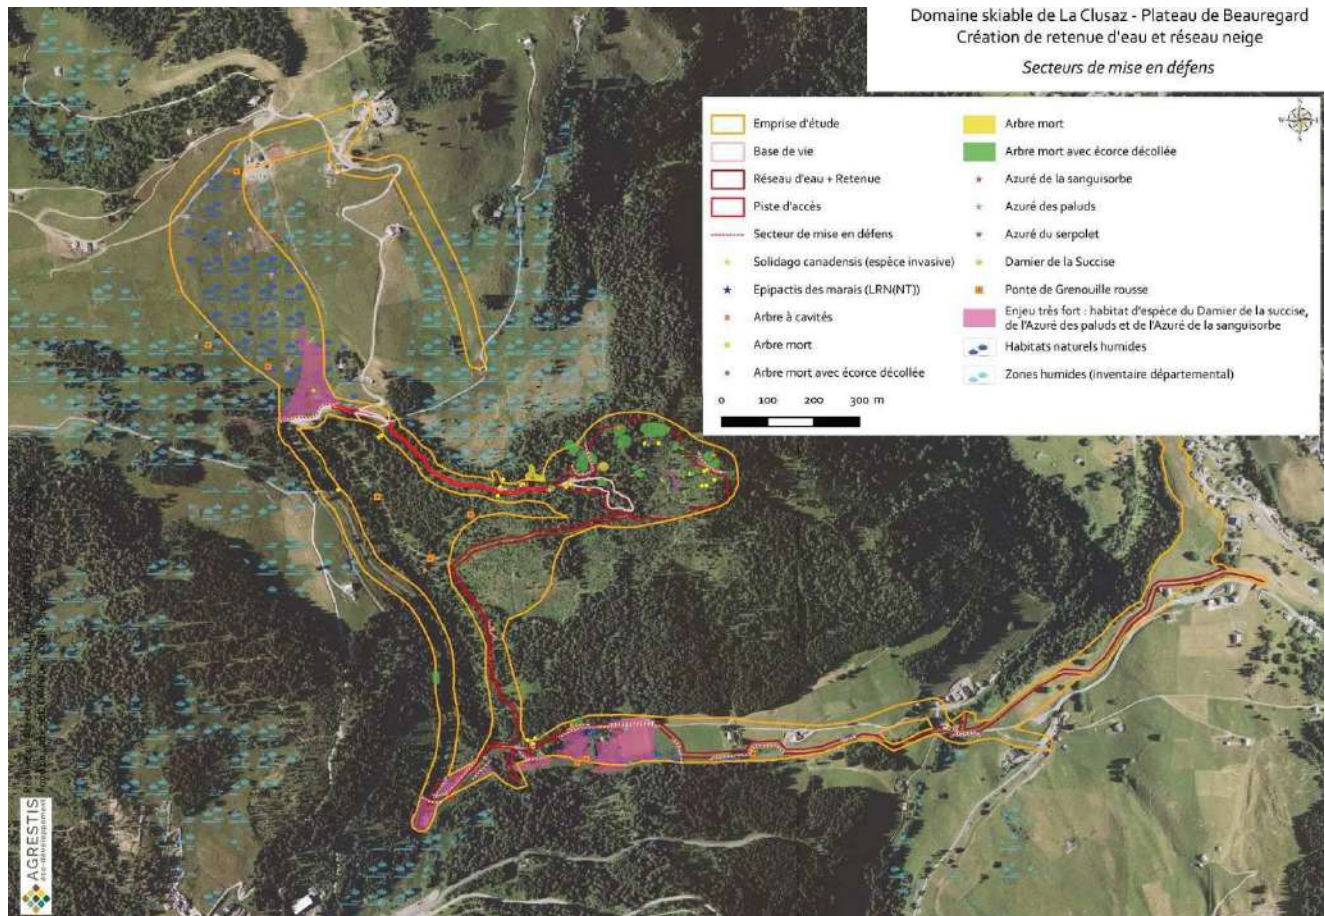 Domaine skiable de La Clusaz - Plateau de Beauregard
Création de retenue d'eau et réseau neige
Secteurs de mise en défens
Emprise d'étude
Base de vie
Réseau d'eau + Retenue
Piste d'accès
Secteur de mise en défens
Solidago canadensis (espèce invasive)
Epipactis des marais (LRN(NT))
Arbre à cavités
Arbre mort
Arbre mort avec écorce décollée
Arbre mort
Arbre mort avec écorce décollée
Azuré de la sanguisorbe
Azuré des paluds
Azuré du serpolet
Damier de la Succise
Ponte de Grenouille rousse
Enjeu très fort : habitat d'espèce du Damier de la succise,
de l'Azuré des paluds et de l'Azuré de la sanguisorbe
Habitats naturels humides
Zones humides (inventaire départemental)
0 100 200 300 m
AGRESTIS
éco-développement